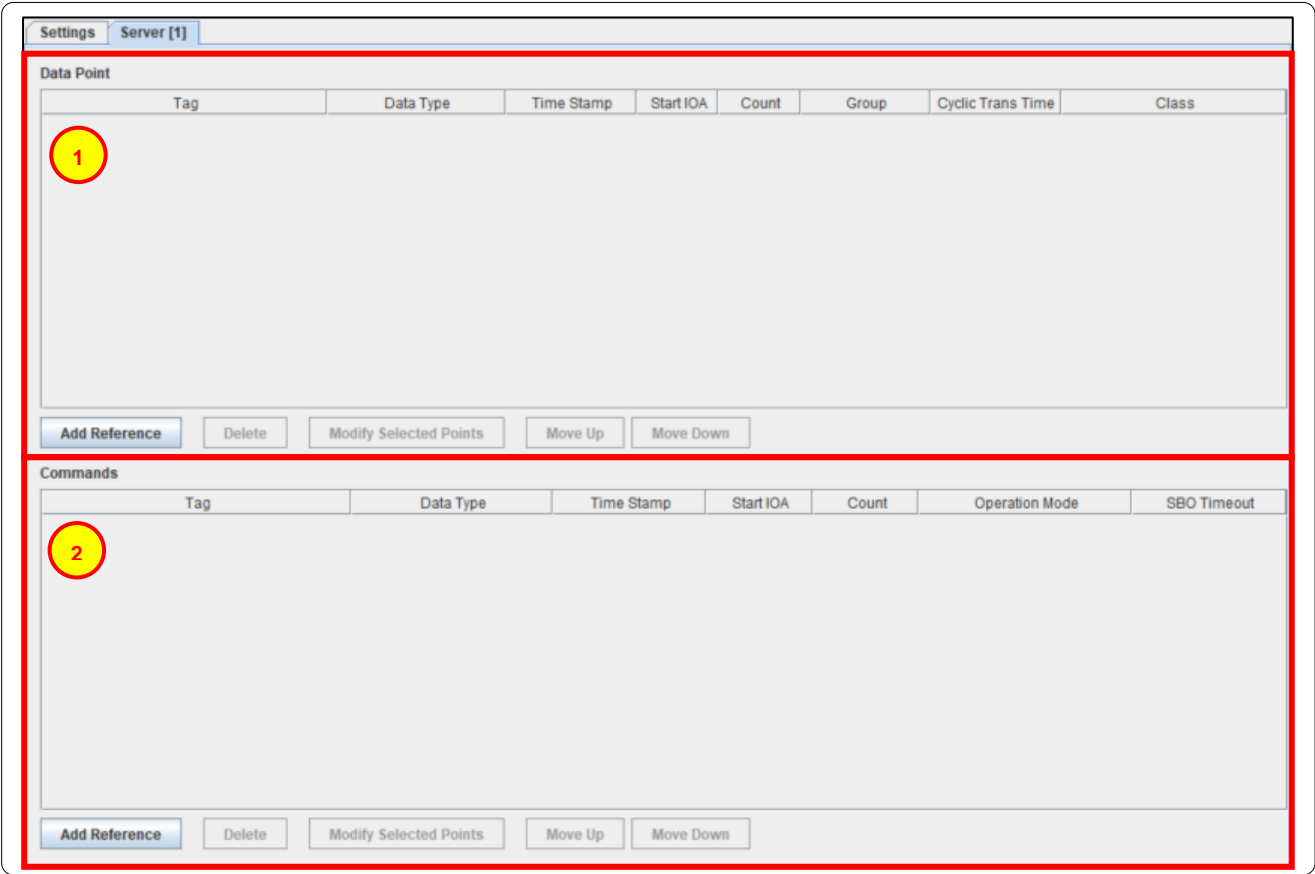 Settings Server [1]
Data Point
Tag Data Type Time Stamp Start IOA Count Group Cyclic Trans Time Class
1
Add Reference Delete Modify Selected Points Move Up Move Down
Commands
Tag Data Type Time Stamp Start IOA Count Operation Mode SBO Timeout
2
Add Reference Delete Modify Selected Points Move Up Move Down